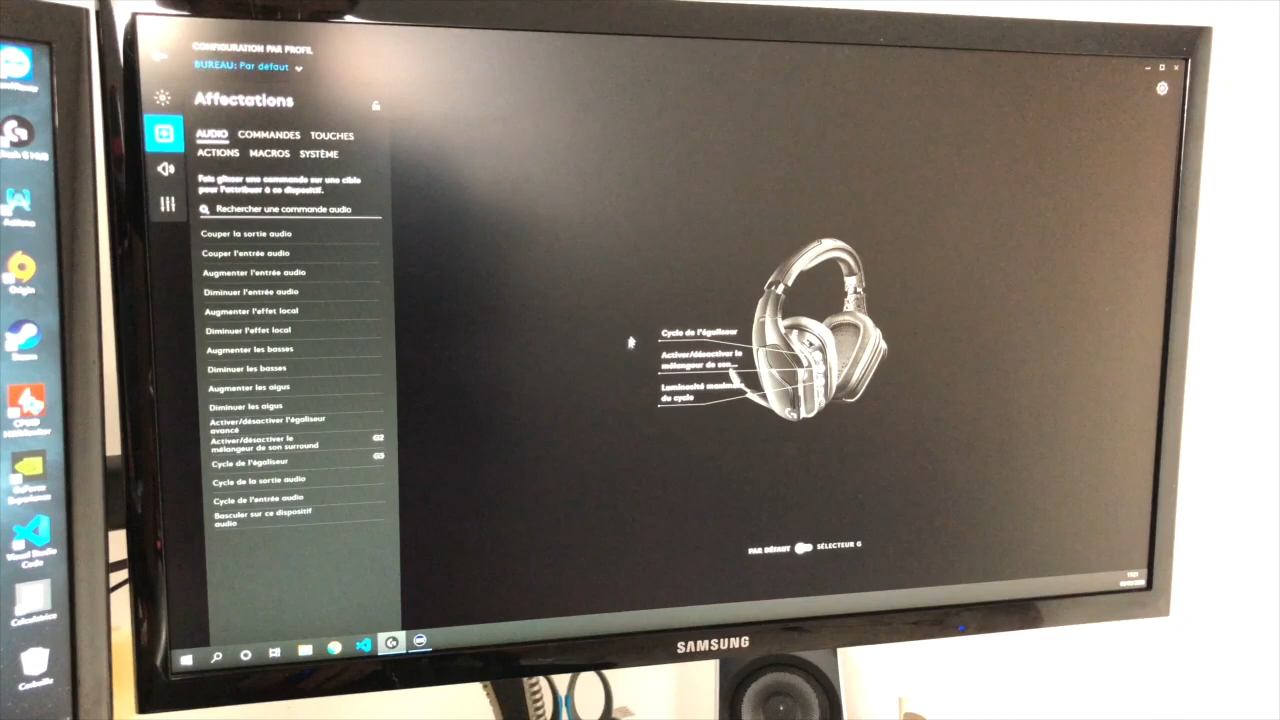 CONFIGURATION PAR PROFIL
BUREAU: Par défaut
Affectations
AUDIO COMMANDES TOUCHES
ACTIONS MACROS SYSTÈME
Fais glisser une commande sur une cible
pour l'attribuer à ce dispositif.
Rechercher une commande audio
Couper la sortie audio
Couper l'entrée audio
Augmenter l'entrée audio
Diminuer l'entrée audio
Augmenter l'effet local
Diminuer l'effet local
Augmenter les basses
Diminuer les basses
Augmenter les aigus
Diminuer les aigus
Activer/désactiver l'égaliseur
avancé
Activer/désactiver le
mélangeur de son surround
G2
Cycle de l'égaliseur
G3
Cycle de la sortie audio
Cycle de l'entrée audio
Basculer sur ce dispositif
audio
Cycle de l'égaliseur
Activer/désactiver le
mélangeur de son...
Luminosité
du cycle
PAR DÉFAUT SÉLECTEUR G
SAMSUNG
Origin
Visual Studio
Code
Corbeille